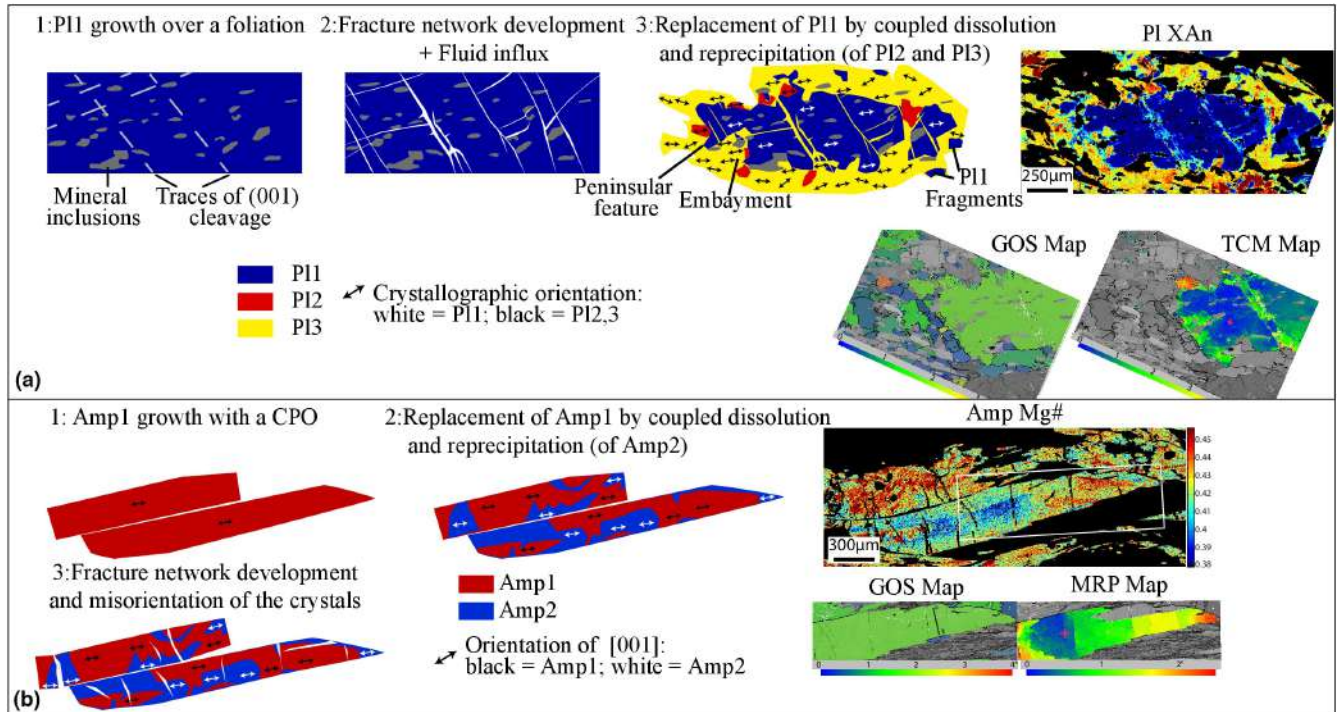 1:Pl1 growth over a foliation
2:Fracture network development
+ Fluid influx
3:Replacement of Pl1 by coupled dissolution
and reprecipitation (of Pl2 and Pl3)
Pl XAn
Mineral
inclusions
Traces of (001)
cleavage
Peninsular
feature
Embayment
Pl1
Fragments
250µm
GOS Map
TCM Map
Pl1
Pl2
Pl3
Crystallographic orientation:
white = Pl1; black = Pl2,3
(a)
1: Amp1 growth with a CPO
2:Replacement of Amp1 by coupled dissolution
and reprecipitation (of Amp2)
Amp Mg#
0.45
0.44
0.43
0.42
0.41
0.4
0.39
0.38
300µm
3:Fracture network development
and misorientation of the crystals
Amp1
Amp2
Orientation of [001]:
black = Amp1; white = Amp2
GOS Map
MRP Map
0 1 2 3 4°
0 1 2°
(b)